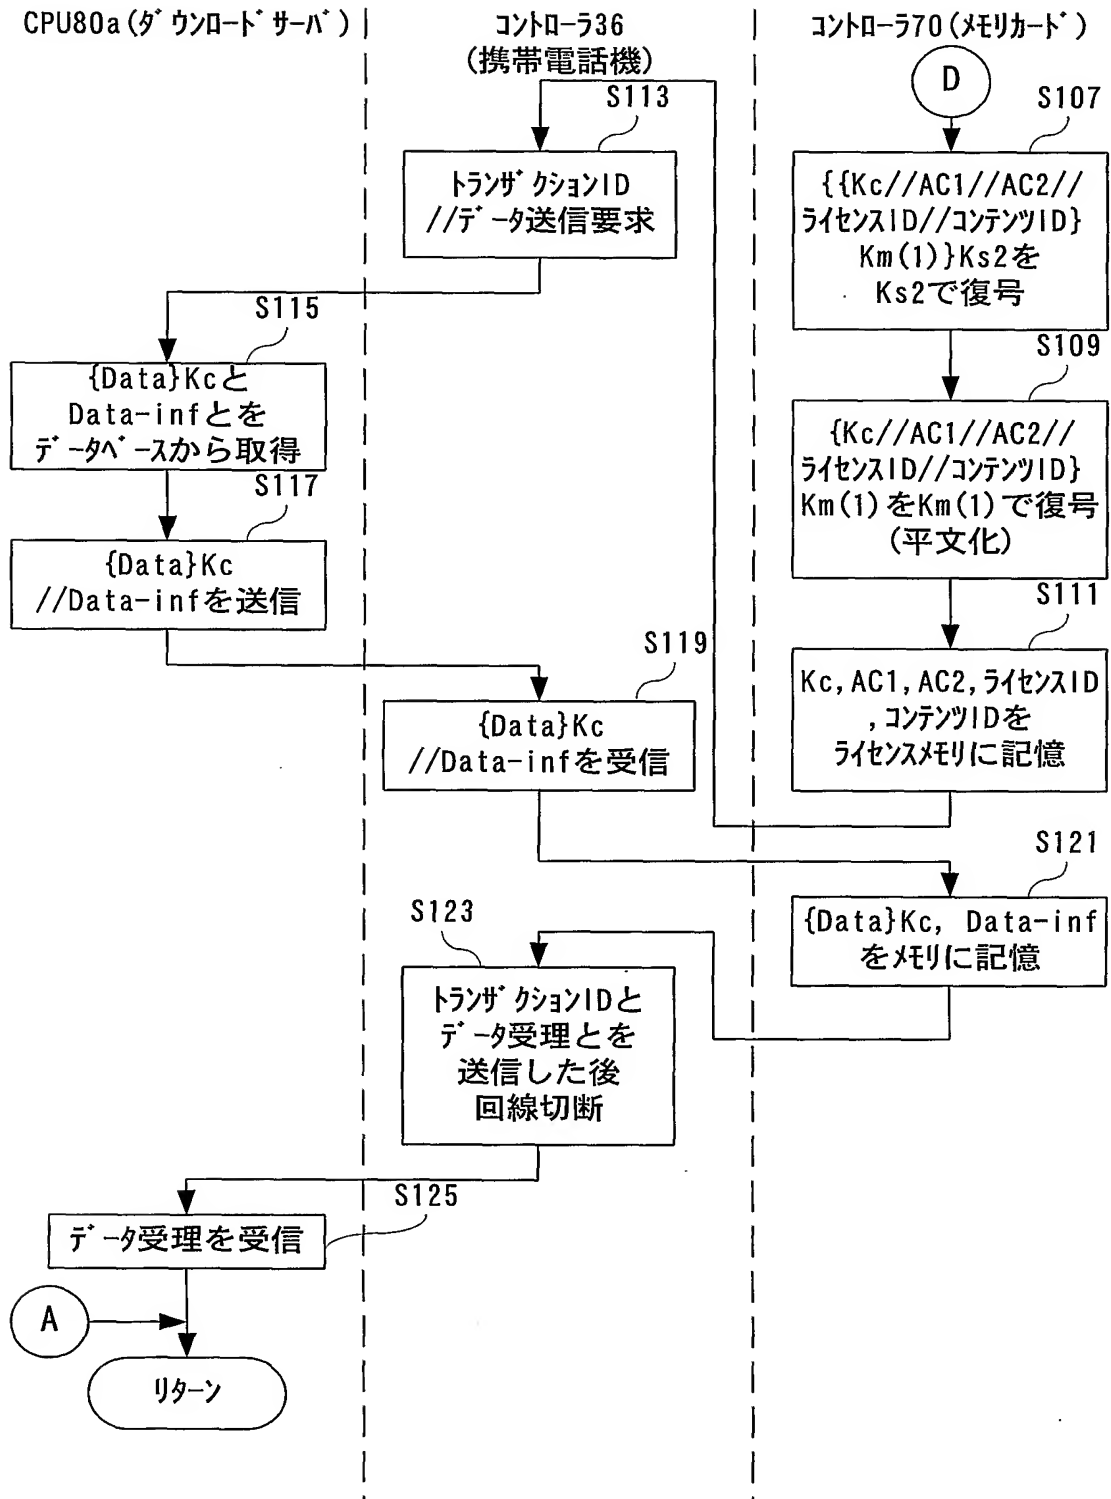 CPU80a(ダウンロードサーバ)
コントローラ36
(携帯電話機)
コントローラ70(メモリカード)
D
S107
{{Kc//AC1//AC2//
ライセンスID//コンテンツID}
Km(1)}Ks2を
Ks2で復号
S109
{Kc//AC1//AC2//
ライセンスID//コンテンツID}
Km(1)をKm(1)で復号
(平文化)
S111
Kc,AC1,AC2,ライセンスID
,コンテンツIDを
ライセンスメモリに記憶
S113
トランザクションID
//データ送信要求
S115
{Data}Kcと
Data-infとを
データベースから取得
S117
{Data}Kc
//Data-infを送信
S119
{Data}Kc
//Data-infを受信
S121
{Data}Kc, Data-inf
をメモリに記憶
S123
トランザクションIDと
データ受理とを
送信した後
回線切断
S125
データ受理を受信
A
リターン